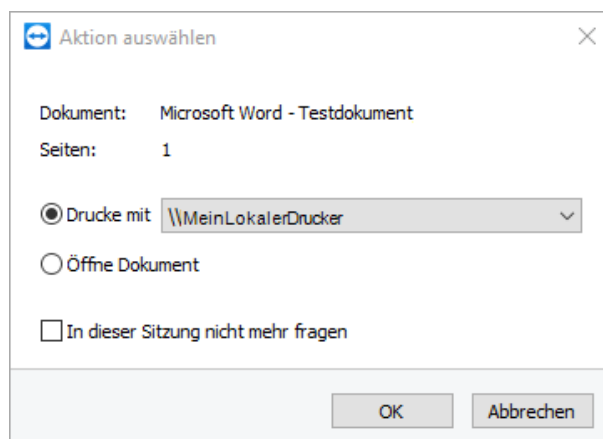 Aktion auswählen
Dokument: Microsoft Word - Testdokument
Seiten: 1
Drucke mit \\MeinLokalerDrucker
Öffne Dokument
In dieser Sitzung nicht mehr fragen
OK Abbrechen